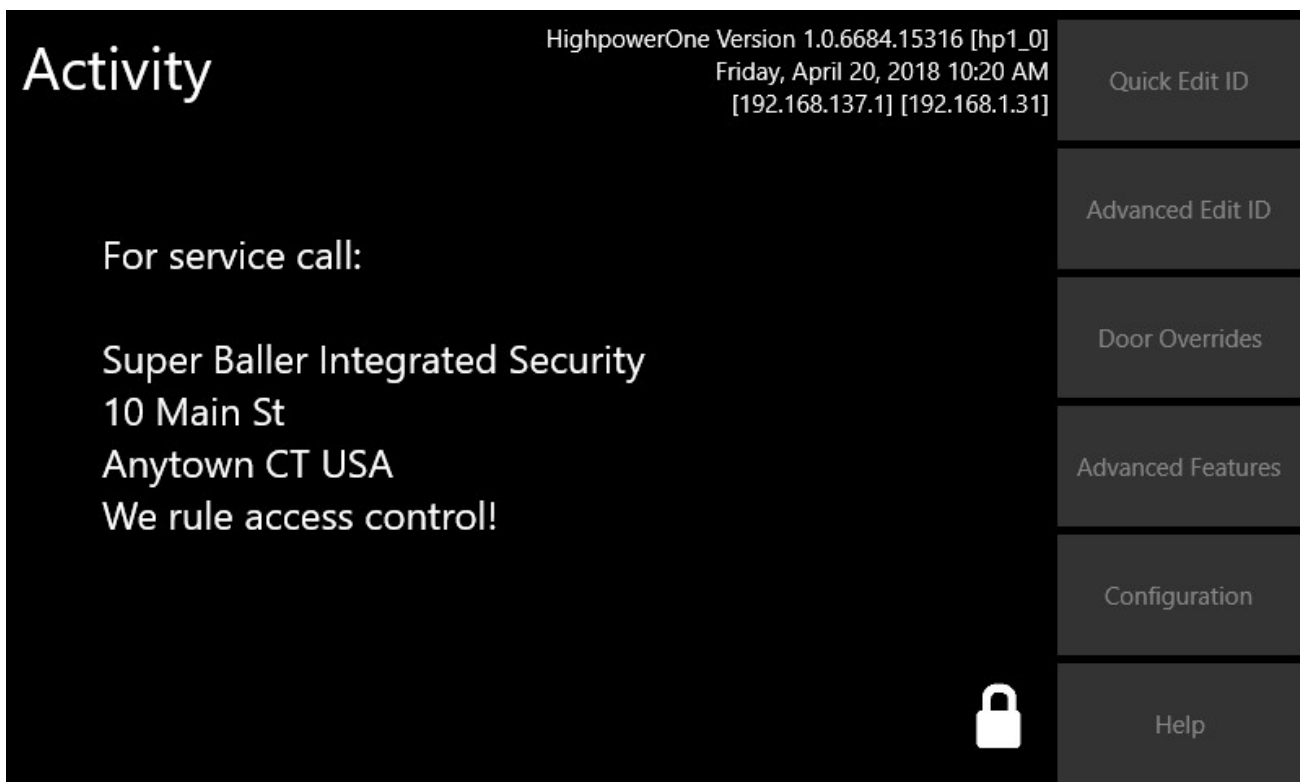 Activity
HighpowerOne Version 1.0.6684.15316 [hp1_0]
Friday, April 20, 2018 10:20 AM
[192.168.137.1] [192.168.1.31]
For service call:
Super Baller Integrated Security
10 Main St
Anytown CT USA
We rule access control!
Quick Edit ID
Advanced Edit ID
Door Overrides
Advanced Features
Configuration
Help